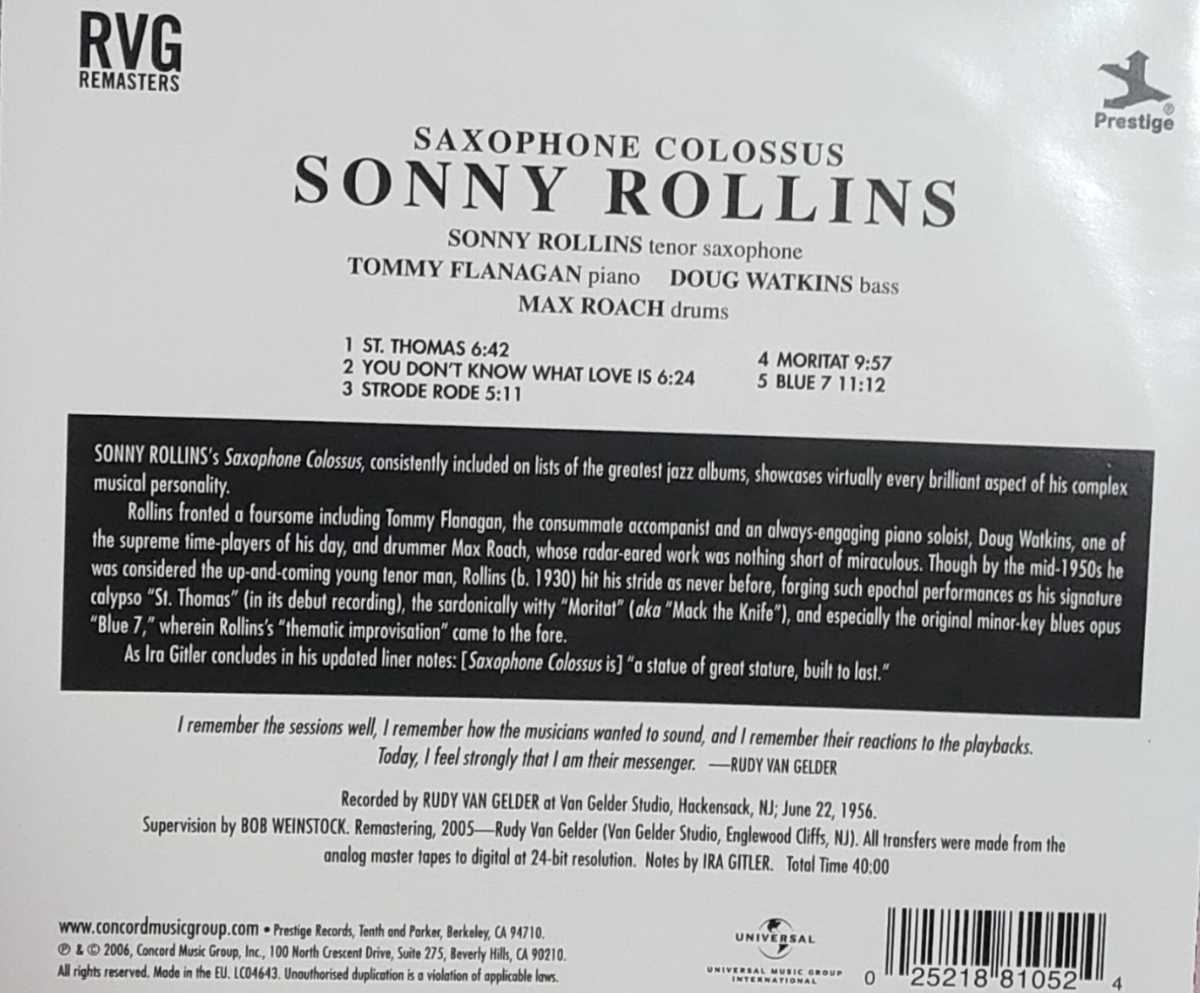 RVG
REMASTERS
Prestige®
SAXOPHONE COLOSSUS
SONNY ROLLINS
SONNY ROLLINS tenor saxophone
TOMMY FLANAGAN piano DOUG WATKINS bass
MAX ROACH drums
1 ST. THOMAS 6:42
2 YOU DON'T KNOW WHAT LOVE IS 6:24
3 STRODE RODE 5:11
4 MORITAT 9:57
5 BLUE 7 11:12
SONNY ROLLINS's Saxophone Colossus, consistently included on lists of the greatest jazz albums, showcases virtually every brilliant aspect of his complex
musical personality.
Rollins fronted a foursome including Tommy Flanagan, the consummate accompanist and an always-engaging piano soloist, Doug Watkins, one of
the supreme time-players of his day, and drummer Max Roach, whose radar-eared work was nothing short of miraculous. Though by the mid-1950s he
was considered the up-and-coming young tenor man, Rollins (b. 1930) hit his stride as never before, forging such epochal performances as his signature
calypso "St. Thomas" (in its debut recording), the sardonically witty "Moritat" (aka "Mack the Knife"), and especially the original minor-key blues opus
"Blue 7," wherein Rollins's "thematic improvisation" came to the fore.
As Ira Gitler concludes in his updated liner notes: [Saxophone Colossus is] "a statue of great stature, built to last."
I remember the sessions well, I remember how the musicians wanted to sound, and I remember their reactions to the playbacks.
Today, I feel strongly that I am their messenger. —RUDY VAN GELDER
Recorded by RUDY VAN GELDER at Van Gelder Studio, Hackensack, NJ; June 22, 1956.
Supervision by BOB WEINSTOCK. Remastering, 2005—Rudy Van Gelder (Van Gelder Studio, Englewood Cliffs, NJ). All transfers were made from the
analog master tapes to digital at 24-bit resolution. Notes by IRA GITLER. Total Time 40:00
www.concordmusicgroup.com • Prestige Records, Tenth and Parker, Berkeley, CA 94710.
℗ & © 2006, Concord Music Group, Inc., 100 North Crescent Drive, Suite 275, Beverly Hills, CA 90210.
All rights reserved. Made in the EU. LC04643. Unauthorised duplication is a violation of applicable laws.
UNIVERSAL
UNIVERSAL MUSIC GROUP
INTERNATIONAL
0 25218 81052 4